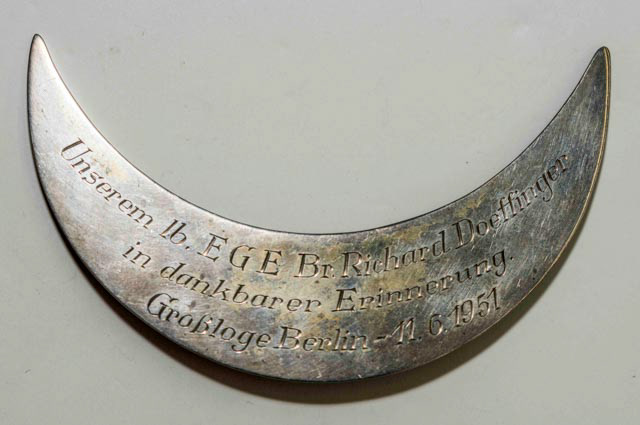 Unserem lb. EGE Br. Richard Doeffinger
in dankbarer Erinnerung.
Großloge Berlin - 11. 6. 1951